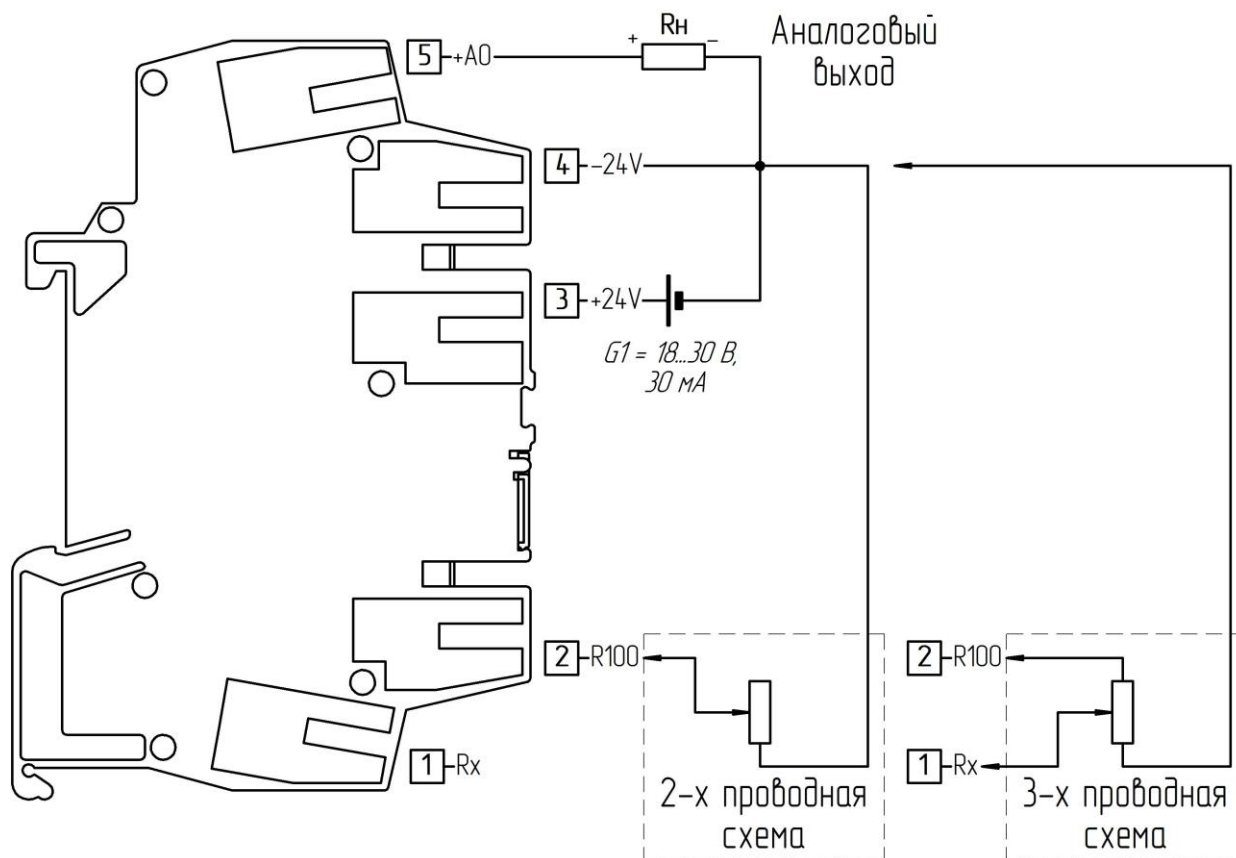 5 +AO
+ Rн -
Аналоговый
выход
4 -24V
3 +24V
G1 = 18...30 В,
30 мА
2 R100
1 Rx
2-х проводная
схема
2 R100
1 Rx
3-х проводная
схема